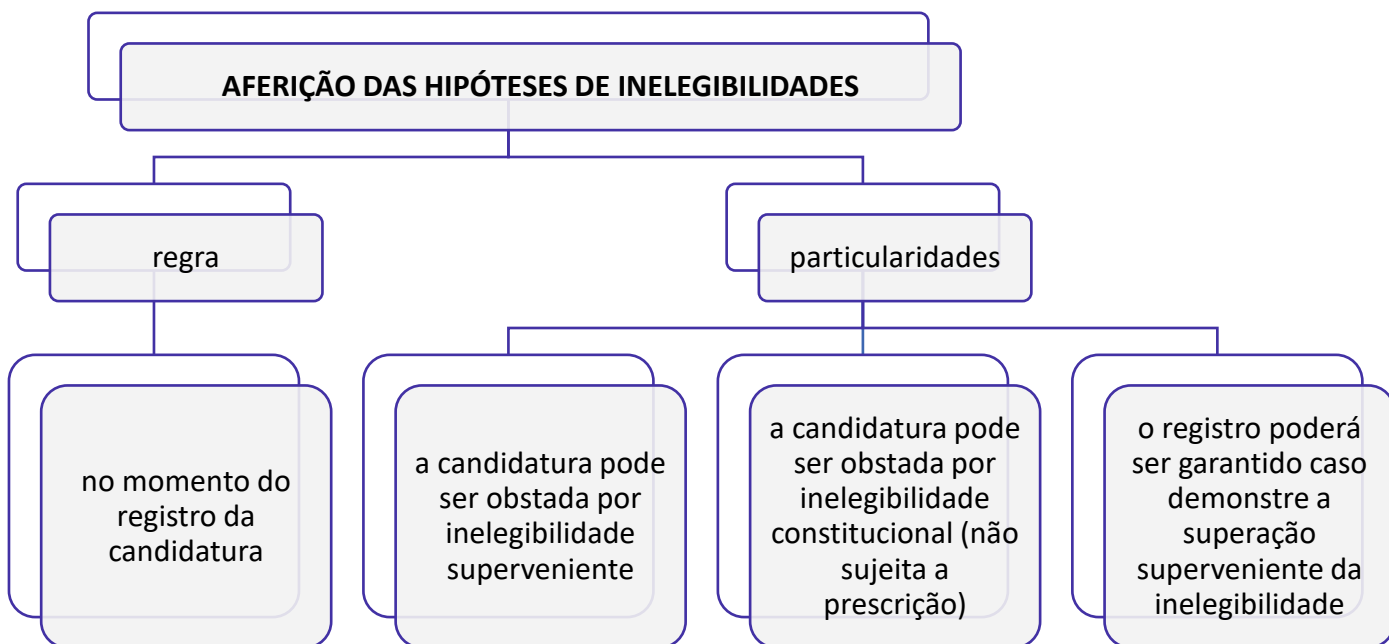 AFERIÇÃO DAS HIPÓTESES DE INELEGIBILIDADES
regra
particularidades
no momento do
registro da
candidatura
a candidatura pode
ser obstada por
inelegibilidade
superveniente
a candidatura pode
ser obstada por
inelegibilidade
constitucional (não
sujeita a
prescrição)
o registro poderá
ser garantido caso
demonstre a
superação
superveniente da
inelegibilidade